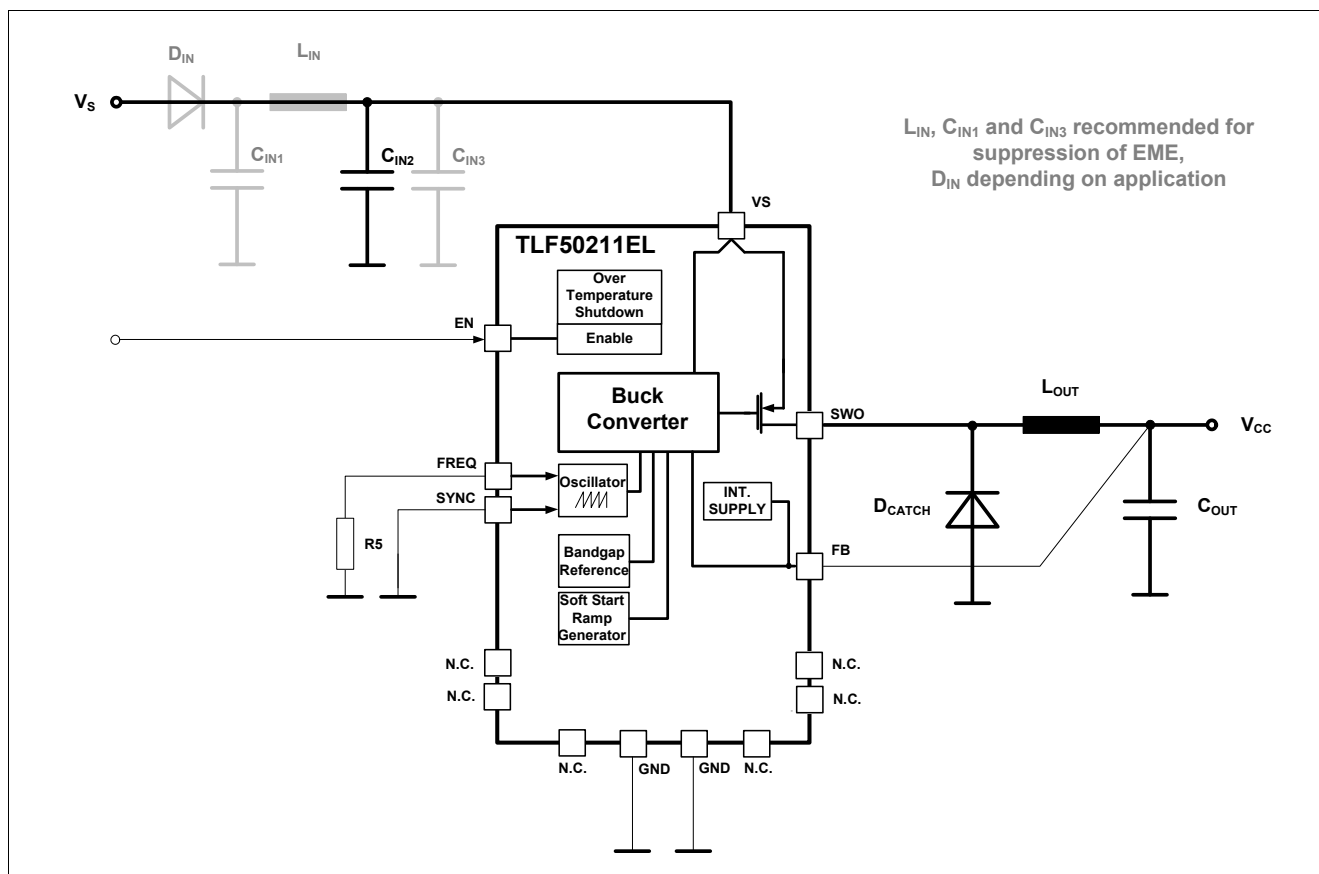 D_IN
L_IN
V_S
C_IN1
C_IN2
C_IN3
L_IN, C_IN1 and C_IN3 recommended for
suppression of EME,
D_IN depending on application
VS
TLF50211EL
Over
Temperature
Shutdown
EN
Enable
Buck
Converter
SWO
L_OUT
V_CC
FREQ
SYNC
Oscillator
INT.
SUPPLY
D_CATCH
C_OUT
R5
Bandgap
Reference
FB
Soft Start
Ramp
Generator
N.C.
N.C.
N.C.
N.C.
N.C.
GND
GND
N.C.